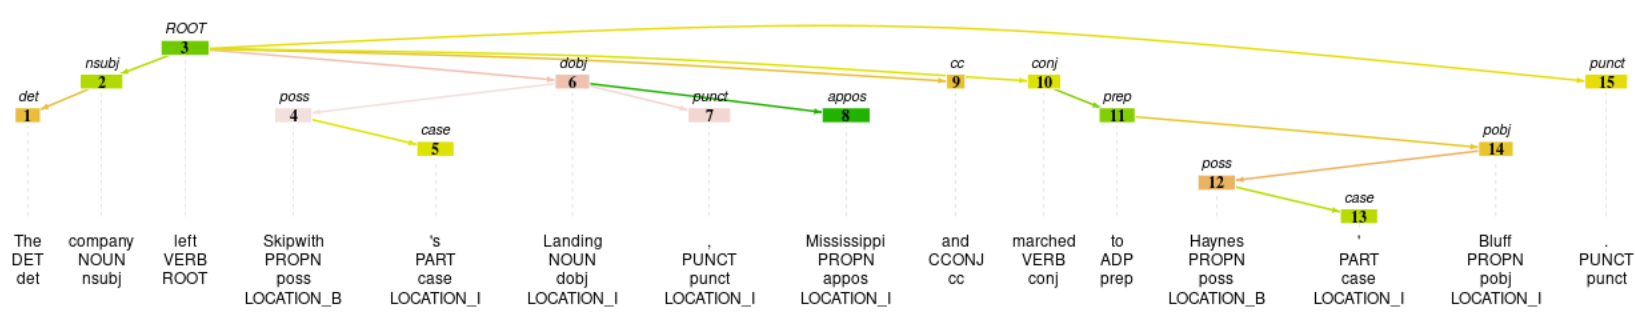 ROOT
3
nsubj dobj cc conj punct
2 6 9 10 15
det poss punct appos prep
1 4 7 8 11
case pobj
5 14
poss
12
case
13
The company left Skipwith 's Landing , Mississippi and marched to Haynes ' Bluff .
DET NOUN VERB PROPN PART NOUN PUNCT PROPN CCONJ VERB ADP PROPN PART PROPN PUNCT
det nsubj ROOT poss case dobj punct appos cc conj prep poss case pobj punct
LOCATION_B LOCATION_I LOCATION_I LOCATION_I LOCATION_I LOCATION_B LOCATION_I LOCATION_I